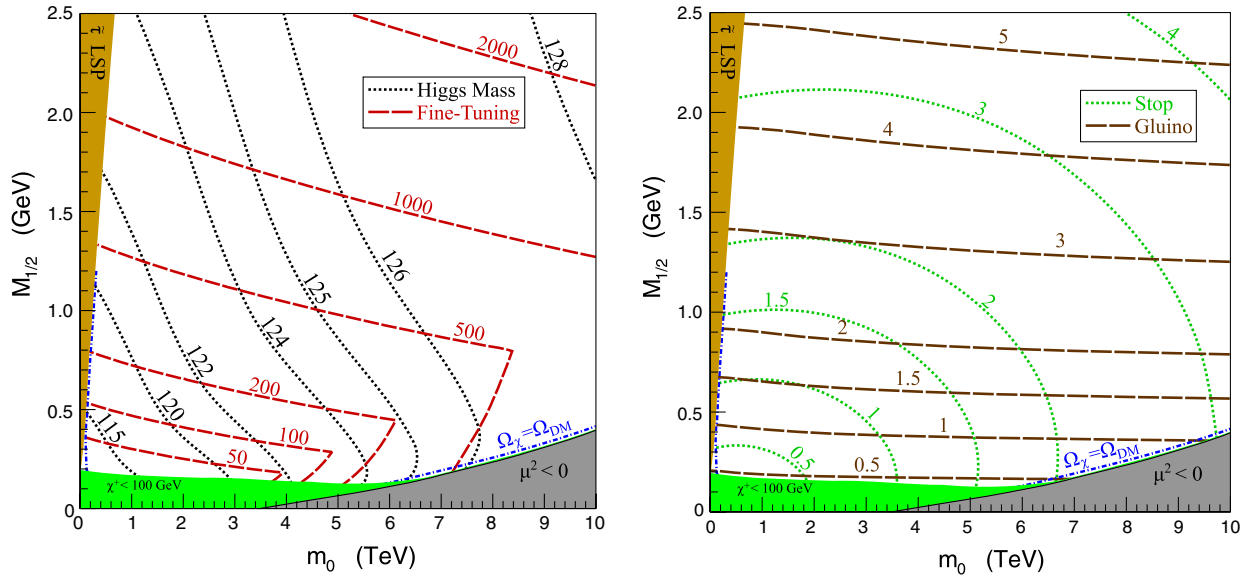 2.5
2.0
1.5
1.0
0.5
0
M1/2 (GeV)
τ̃ LSP
2000
128
Higgs Mass
Fine-Tuning
1000
126
125
500
124
122
200
120
100
115
50
Ωχ=ΩDM
μ²<0
χ⁺< 100 GeV
0 1 2 3 4 5 6 7 8 9 10
m0 (TeV)
2.5
2.0
1.5
1.0
0.5
0
M1/2 (GeV)
τ̃ LSP
5
4
Stop
Gluino
3
4
3
2
1.5
2
1.5
1
1
0.5
0.5
Ωχ=ΩDM
μ²<0
χ⁺< 100 GeV
0 1 2 3 4 5 6 7 8 9 10
m0 (TeV)